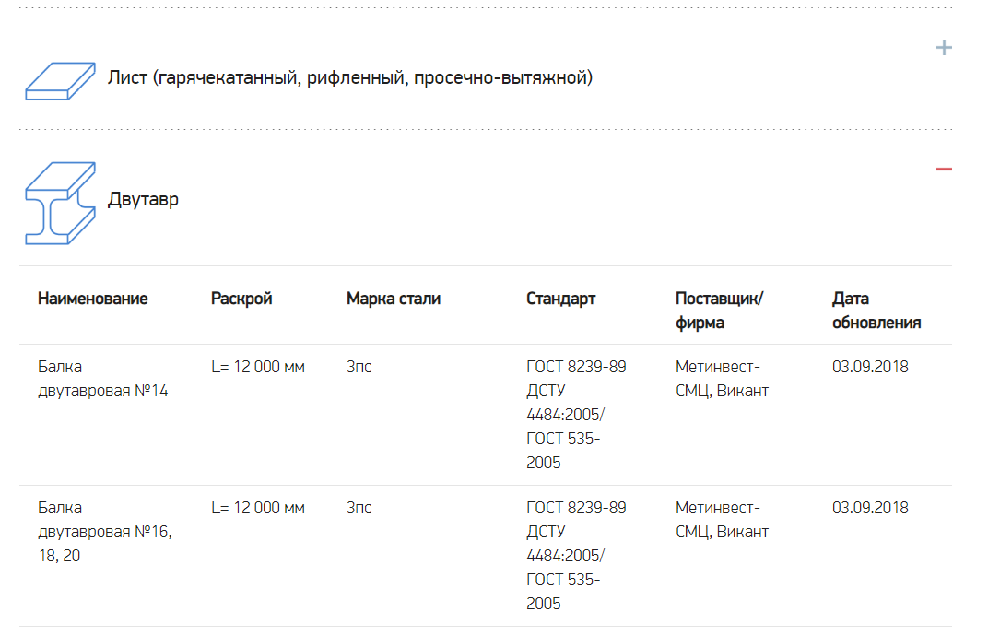 Лист (гарячекатанный, рифленный, просечно-вытяжной)
Двутавр
Наименование Раскрой Марка стали Стандарт Поставщик/ Дата
фирма обновления
Балка L= 12 000 мм 3пс ГОСТ 8239-89 Метинвест- 03.09.2018
двутавровая №14 ДСТУ СМЦ, Викант
4484:2005/
ГОСТ 535-
2005
Балка L= 12 000 мм 3пс ГОСТ 8239-89 Метинвест- 03.09.2018
двутавровая №16, ДСТУ СМЦ, Викант
18, 20 4484:2005/
ГОСТ 535-
2005